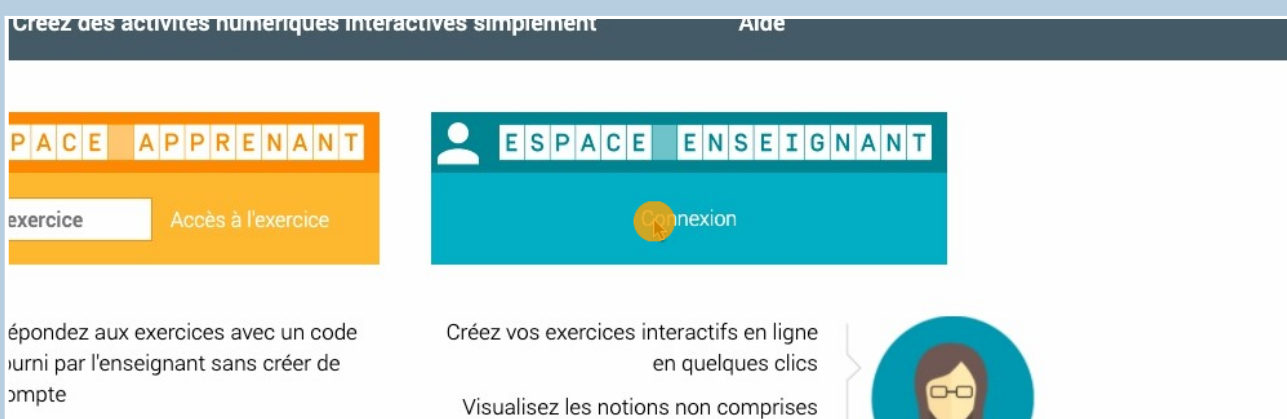 Créez des activités numériques interactives simplement Aide
PACE APPRENANT
exercice Accès à l'exercice
épondez aux exercices avec un code
urni par l'enseignant sans créer de
ompte
ESPACE ENSEIGNANT
Connexion
Créez vos exercices interactifs en ligne
en quelques clics
Visualisez les notions non comprises